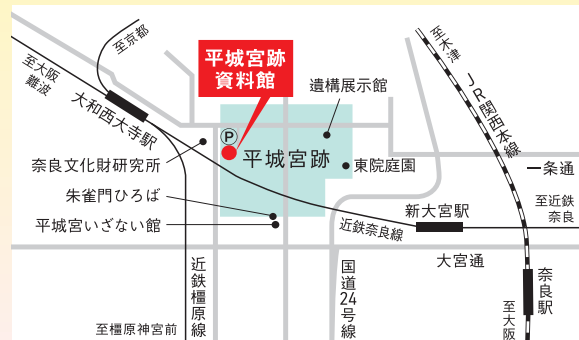 至京都
至大阪
難波
大和西大寺駅
平城宮跡
資料館
遺構展示館
至木津
JR関西本線
P
平城宮跡
奈良文化財研究所
東院庭園
一条通
朱雀門ひろば
平城宮いざない館
近鉄奈良線
新大宮駅
至近鉄
奈良
大宮通
近鉄橿原線
国道24号線
奈良駅
至橿原神宮前
至大阪